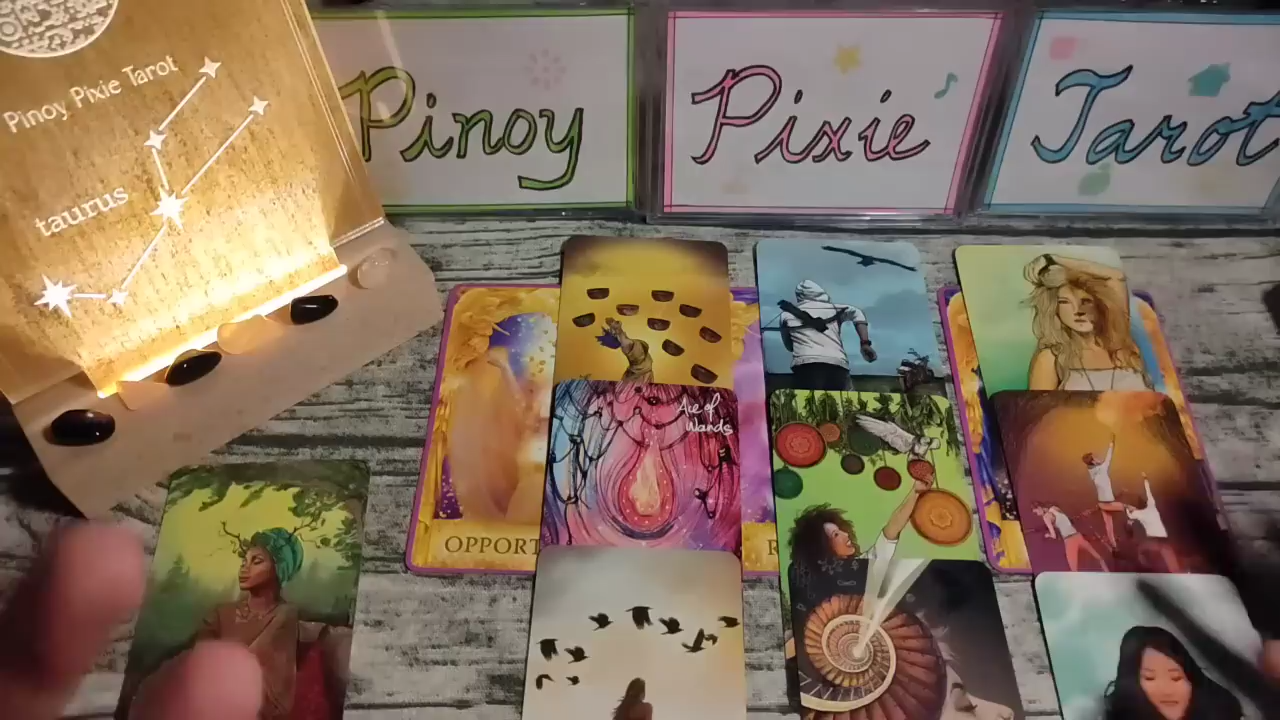 Pinoy Pixie Tarot
taurus
Pinoy
Pixie
Tarot
Ace of
Wands
OPPORT